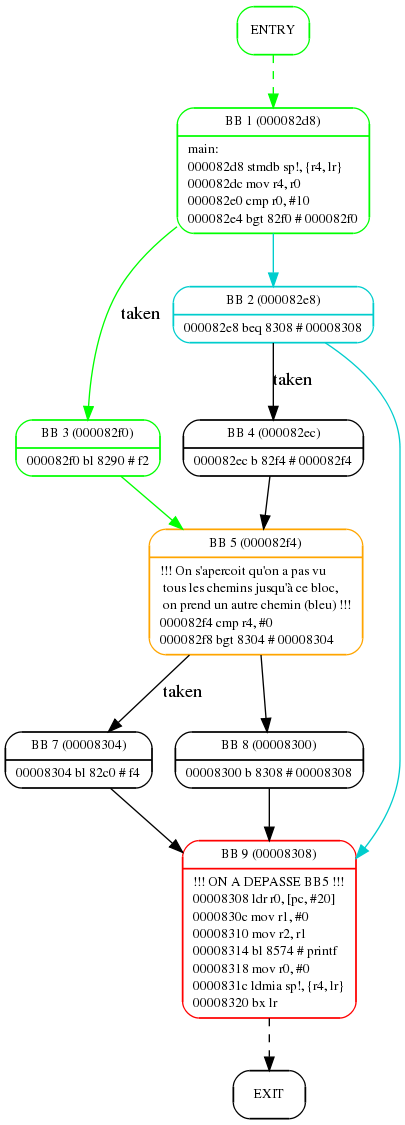 ENTRY
BB 1 (000082d8)
main:
000082d8 stmdb sp!, {r4, lr}
000082dc mov r4, r0
000082e0 cmp r0, #10
000082e4 bgt 82f0 # 000082f0
taken
BB 2 (000082e8)
000082e8 beq 8308 # 00008308
taken
BB 3 (000082f0)
000082f0 bl 8290 # f2
BB 4 (000082ec)
000082ec b 82f4 # 000082f4
BB 5 (000082f4)
!!! On s'apercoit qu'on a pas vu
tous les chemins jusqu'à ce bloc,
on prend un autre chemin (bleu) !!!
000082f4 cmp r4, #0
000082f8 bgt 8304 # 00008304
taken
BB 7 (00008304)
00008304 bl 82c0 # f4
BB 8 (00008300)
00008300 b 8308 # 00008308
BB 9 (00008308)
!!! ON A DEPASSE BB5 !!!
00008308 ldr r0, [pc, #20]
0000830c mov r1, #0
00008310 mov r2, r1
00008314 bl 8574 # printf
00008318 mov r0, #0
0000831c ldmia sp!, {r4, lr}
00008320 bx lr
EXIT